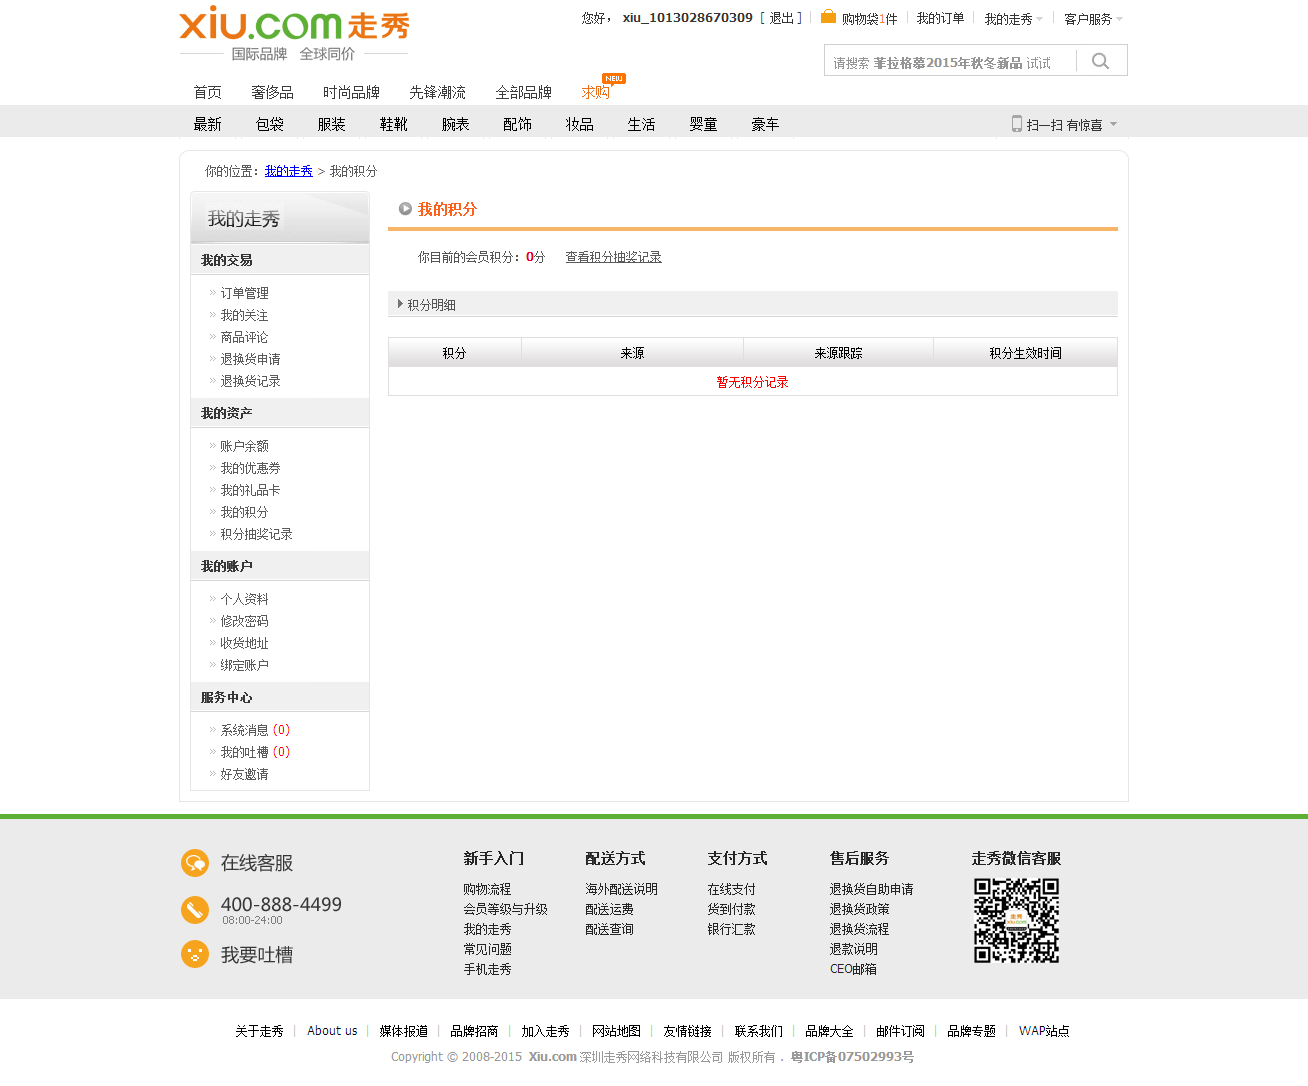 xiu.com走秀
国际品牌 全球同价
您好， xiu_1013028670309 [ 退出 ] 购物袋1件 我的订单 我的走秀 客户服务
请搜索 菲拉格慕2015年秋冬新品 试试
首页 奢侈品 时尚品牌 先锋潮流 全部品牌 求购 NEW
最新 包袋 服装 鞋靴 腕表 配饰 妆品 生活 婴童 豪车 扫一扫 有惊喜
你的位置：我的走秀 > 我的积分
我的走秀
我的交易
» 订单管理
» 我的关注
» 商品评论
» 退换货申请
» 退换货记录
我的资产
» 账户余额
» 我的优惠券
» 我的礼品卡
» 我的积分
» 积分抽奖记录
我的账户
» 个人资料
» 修改密码
» 收货地址
» 绑定账户
服务中心
» 系统消息 (0)
» 我的吐槽 (0)
» 好友邀请
我的积分
你目前的会员积分：0分 查看积分抽奖记录
积分明细
积分 来源 来源跟踪 积分生效时间
暂无积分记录
在线客服
400-888-4499
08:00-24:00
我要吐槽
新手入门
购物流程
会员等级与升级
我的走秀
常见问题
手机走秀
配送方式
海外配送说明
配送运费
配送查询
支付方式
在线支付
货到付款
银行汇款
售后服务
退换货自助申请
退换货政策
退换货流程
退款说明
CEO邮箱
走秀微信客服
走秀
xiu.com
关于走秀 | About us | 媒体报道 | 品牌招商 | 加入走秀 | 网站地图 | 友情链接 | 联系我们 | 品牌大全 | 邮件订阅 | 品牌专题 | WAP站点
Copyright © 2008-2015 Xiu.com 深圳走秀网络科技有限公司 版权所有 . 粤ICP备07502993号